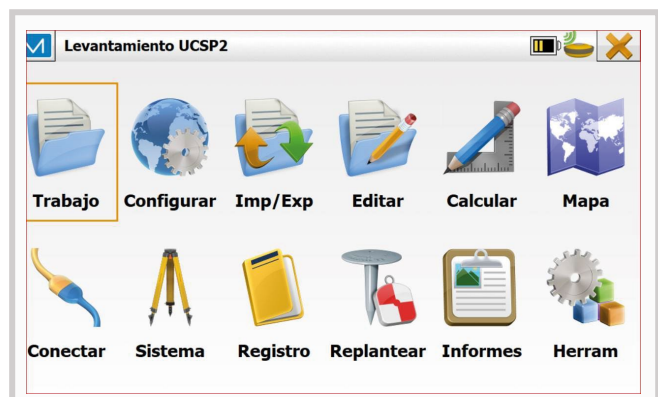 Levantamiento UCSP2
Trabajo Configurar Imp/Exp Editar Calcular Mapa
Conectar Sistema Registro Replantear Informes Herram